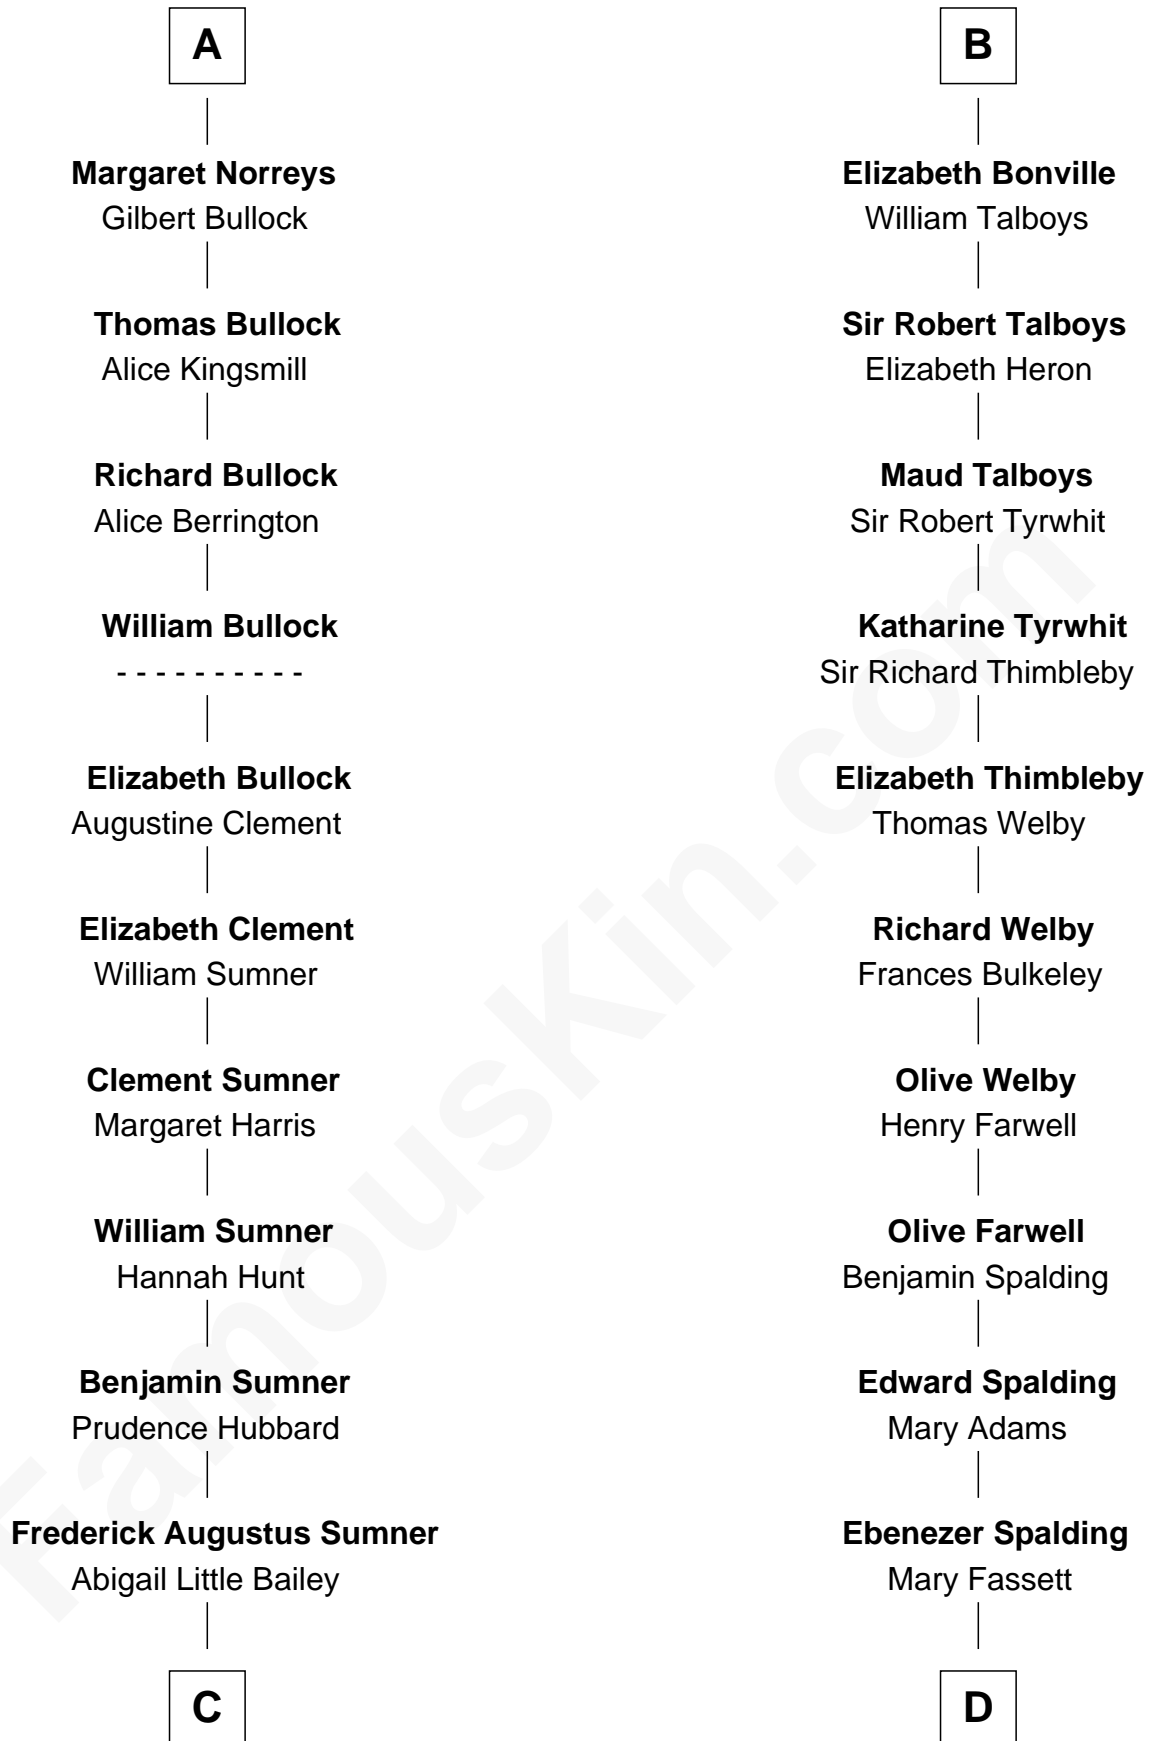 A
Margaret Norreys
Gilbert Bullock
Thomas Bullock
Alice Kingsmill
Richard Bullock
Alice Berrington
William Bullock
- - - - - - - - - -
Elizabeth Bullock
Augustine Clement
Elizabeth Clement
William Sumner
Clement Sumner
Margaret Harris
William Sumner
Hannah Hunt
Benjamin Sumner
Prudence Hubbard
Frederick Augustus Sumner
Abigail Little Bailey
C
B
Elizabeth Bonville
William Talboys
Sir Robert Talboys
Elizabeth Heron
Maud Talboys
Sir Robert Tyrwhit
Katharine Tyrwhit
Sir Richard Thimbleby
Elizabeth Thimbleby
Thomas Welby
Richard Welby
Frances Bulkeley
Olive Welby
Henry Farwell
Olive Farwell
Benjamin Spalding
Edward Spalding
Mary Adams
Ebenezer Spalding
Mary Fassett
D
FamousKin.com